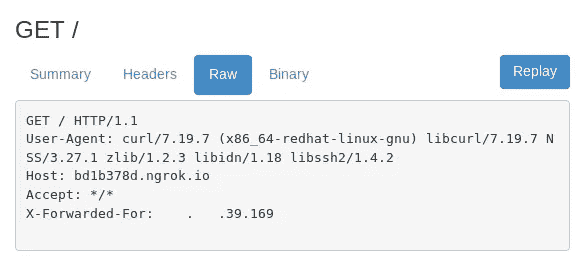 GET /
Summary Headers Raw Binary Replay
GET / HTTP/1.1
User-Agent: curl/7.19.7 (x86_64-redhat-linux-gnu) libcurl/7.19.7 N
SS/3.27.1 zlib/1.2.3 libidn/1.18 libssh2/1.4.2
Host: bd1b378d.ngrok.io
Accept: */*
X-Forwarded-For:    .   .39.169